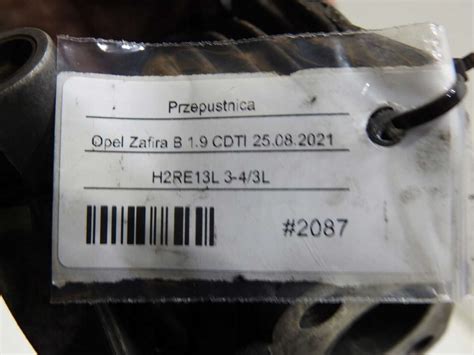 Przepustnica
Opel Zafira B 1.9 CDTI 25.08.2021
H2RE13L 3-4/3L
#2087